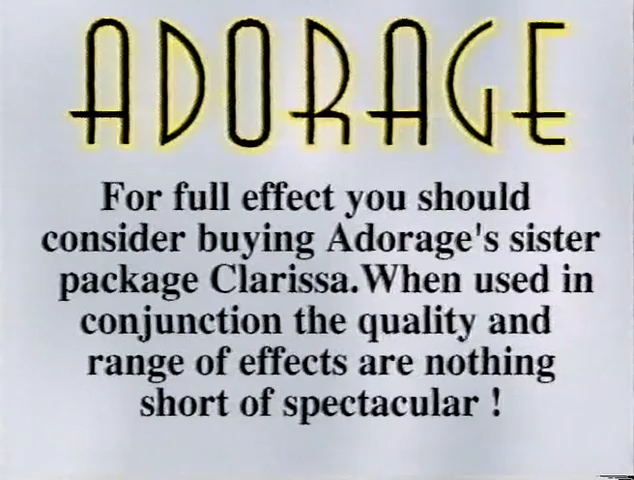 ADORAGE
For full effect you should
consider buying Adorage's sister
package Clarissa.When used in
conjunction the quality and
range of effects are nothing
short of spectacular !